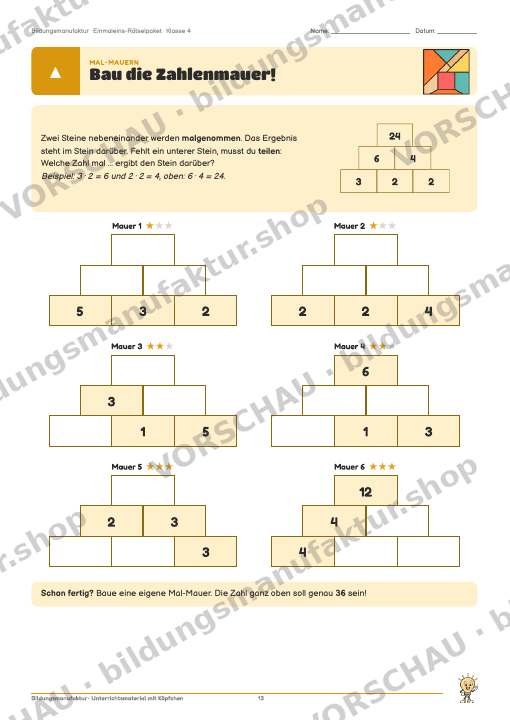 Bildungsmanufaktur · Einmaleins-Rätselpaket · Klasse 4 Name: Datum:
MAL-MAUERN
Bau die Zahlenmauer!
Zwei Steine nebeneinander werden malgenommen. Das Ergebnis
steht im Stein darüber. Fehlt ein unterer Stein, musst du teilen:
Welche Zahl mal … ergibt den Stein darüber?
Beispiel: 3 · 2 = 6 und 2 · 2 = 4, oben: 6 · 4 = 24.
24
6 4
3 2 2
Mauer 1 ★★★
5 3 2
Mauer 2 ★★★
2 2 4
Mauer 3 ★★★
3
1 5
Mauer 4 ★★★
6
1 3
Mauer 5 ★★★
2 3
3
Mauer 6 ★★★
12
4
4
Schon fertig? Baue eine eigene Mal-Mauer. Die Zahl ganz oben soll genau 36 sein!
Bildungsmanufaktur · Unterrichtsmaterial mit Köpfchen 13
VORSCHAU · bildungsmanufaktur.shop